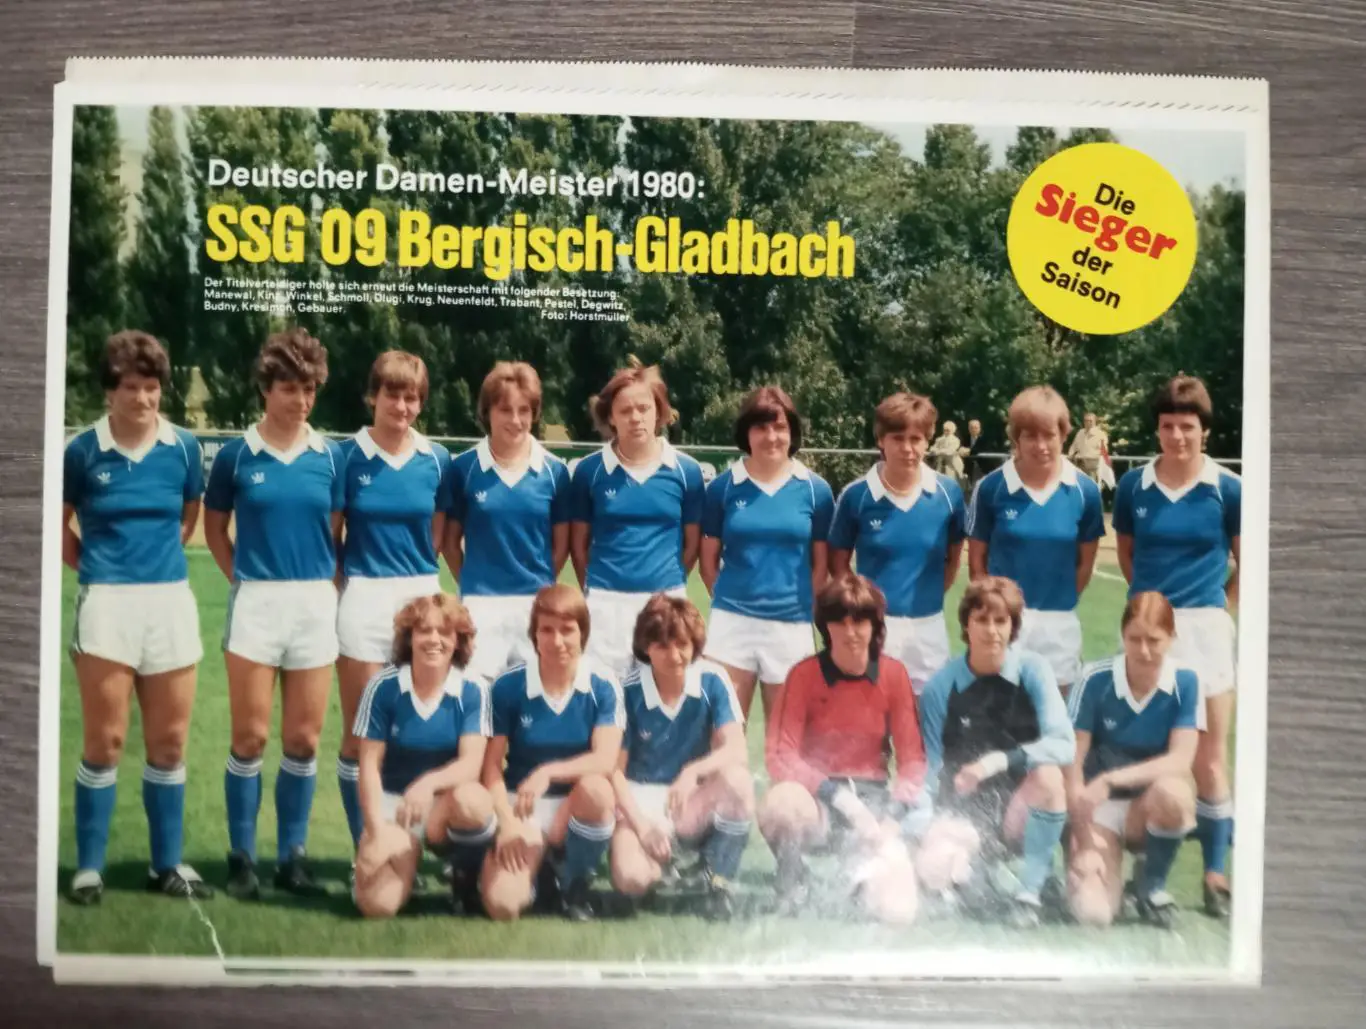 Deutscher Damen-Meister 1980:
SSG 09 Bergisch-Gladbach
Der Titelverteidiger holte sich erneut die Meisterschaft mit folgender Besetzung:
Manewal, Kinz, Winkel, Schmoll, Dlugi, Krug, Neuenfeldt, Trabant, Pestel, Degwitz,
Budny, Kresimon, Gebauer.
Foto: Horstmüller
Die
Sieger
der
Saison